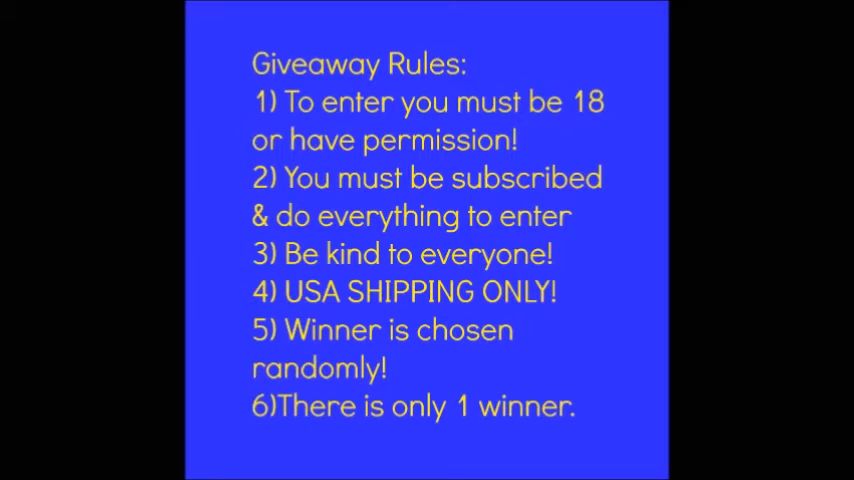 Giveaway Rules:
1) To enter you must be 18
or have permission!
2) You must be subscribed
& do everything to enter
3) Be kind to everyone!
4) USA SHIPPING ONLY!
5) Winner is chosen
randomly!
6)There is only 1 winner.